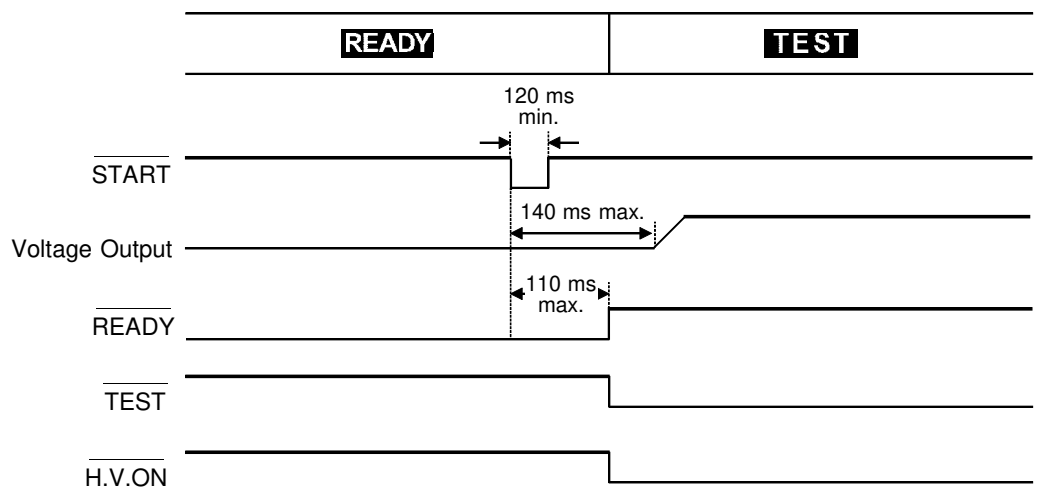 READY TEST
120 ms
min.
START
140 ms max.
Voltage Output
110 ms
max.
READY
TEST
H.V.ON